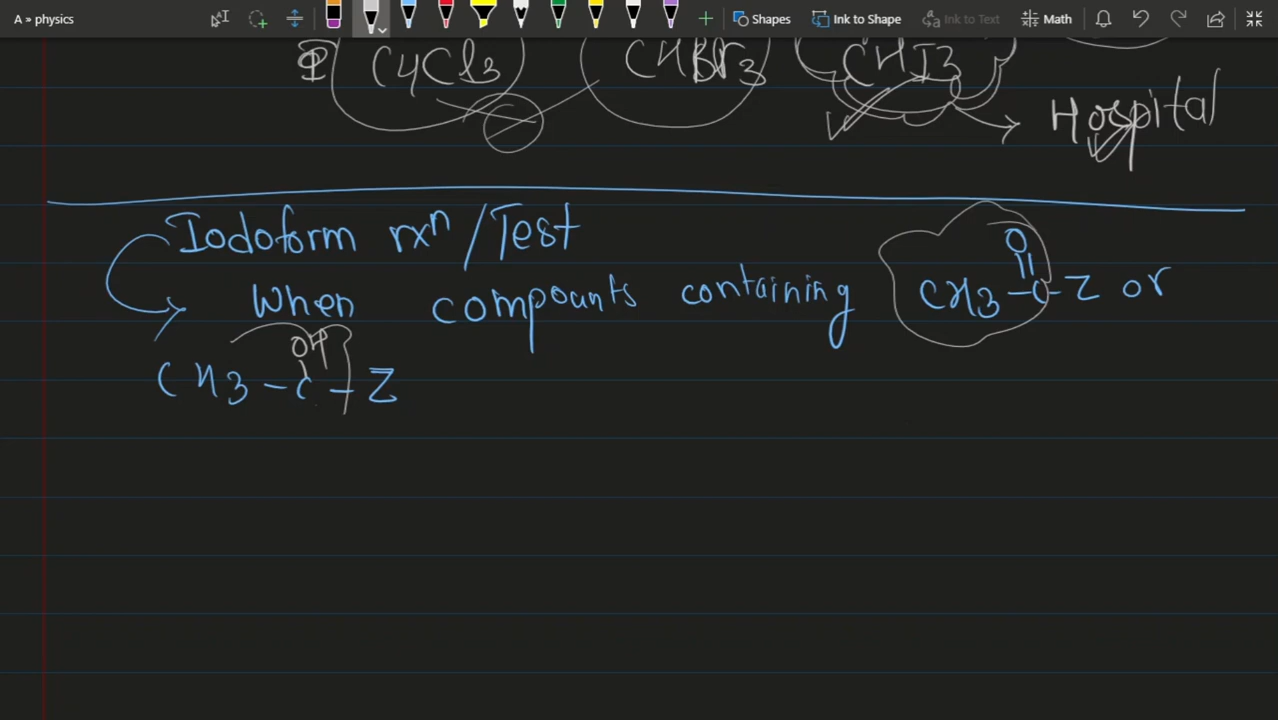 A » physics
Shapes Ink to Shape Ink to Text Math
CHCl3 CHBr3 CHI3
Hospital
Iodoform rxn/Test
When compounts containing CH3-C-Z or
O
OH
CH3-C-Z